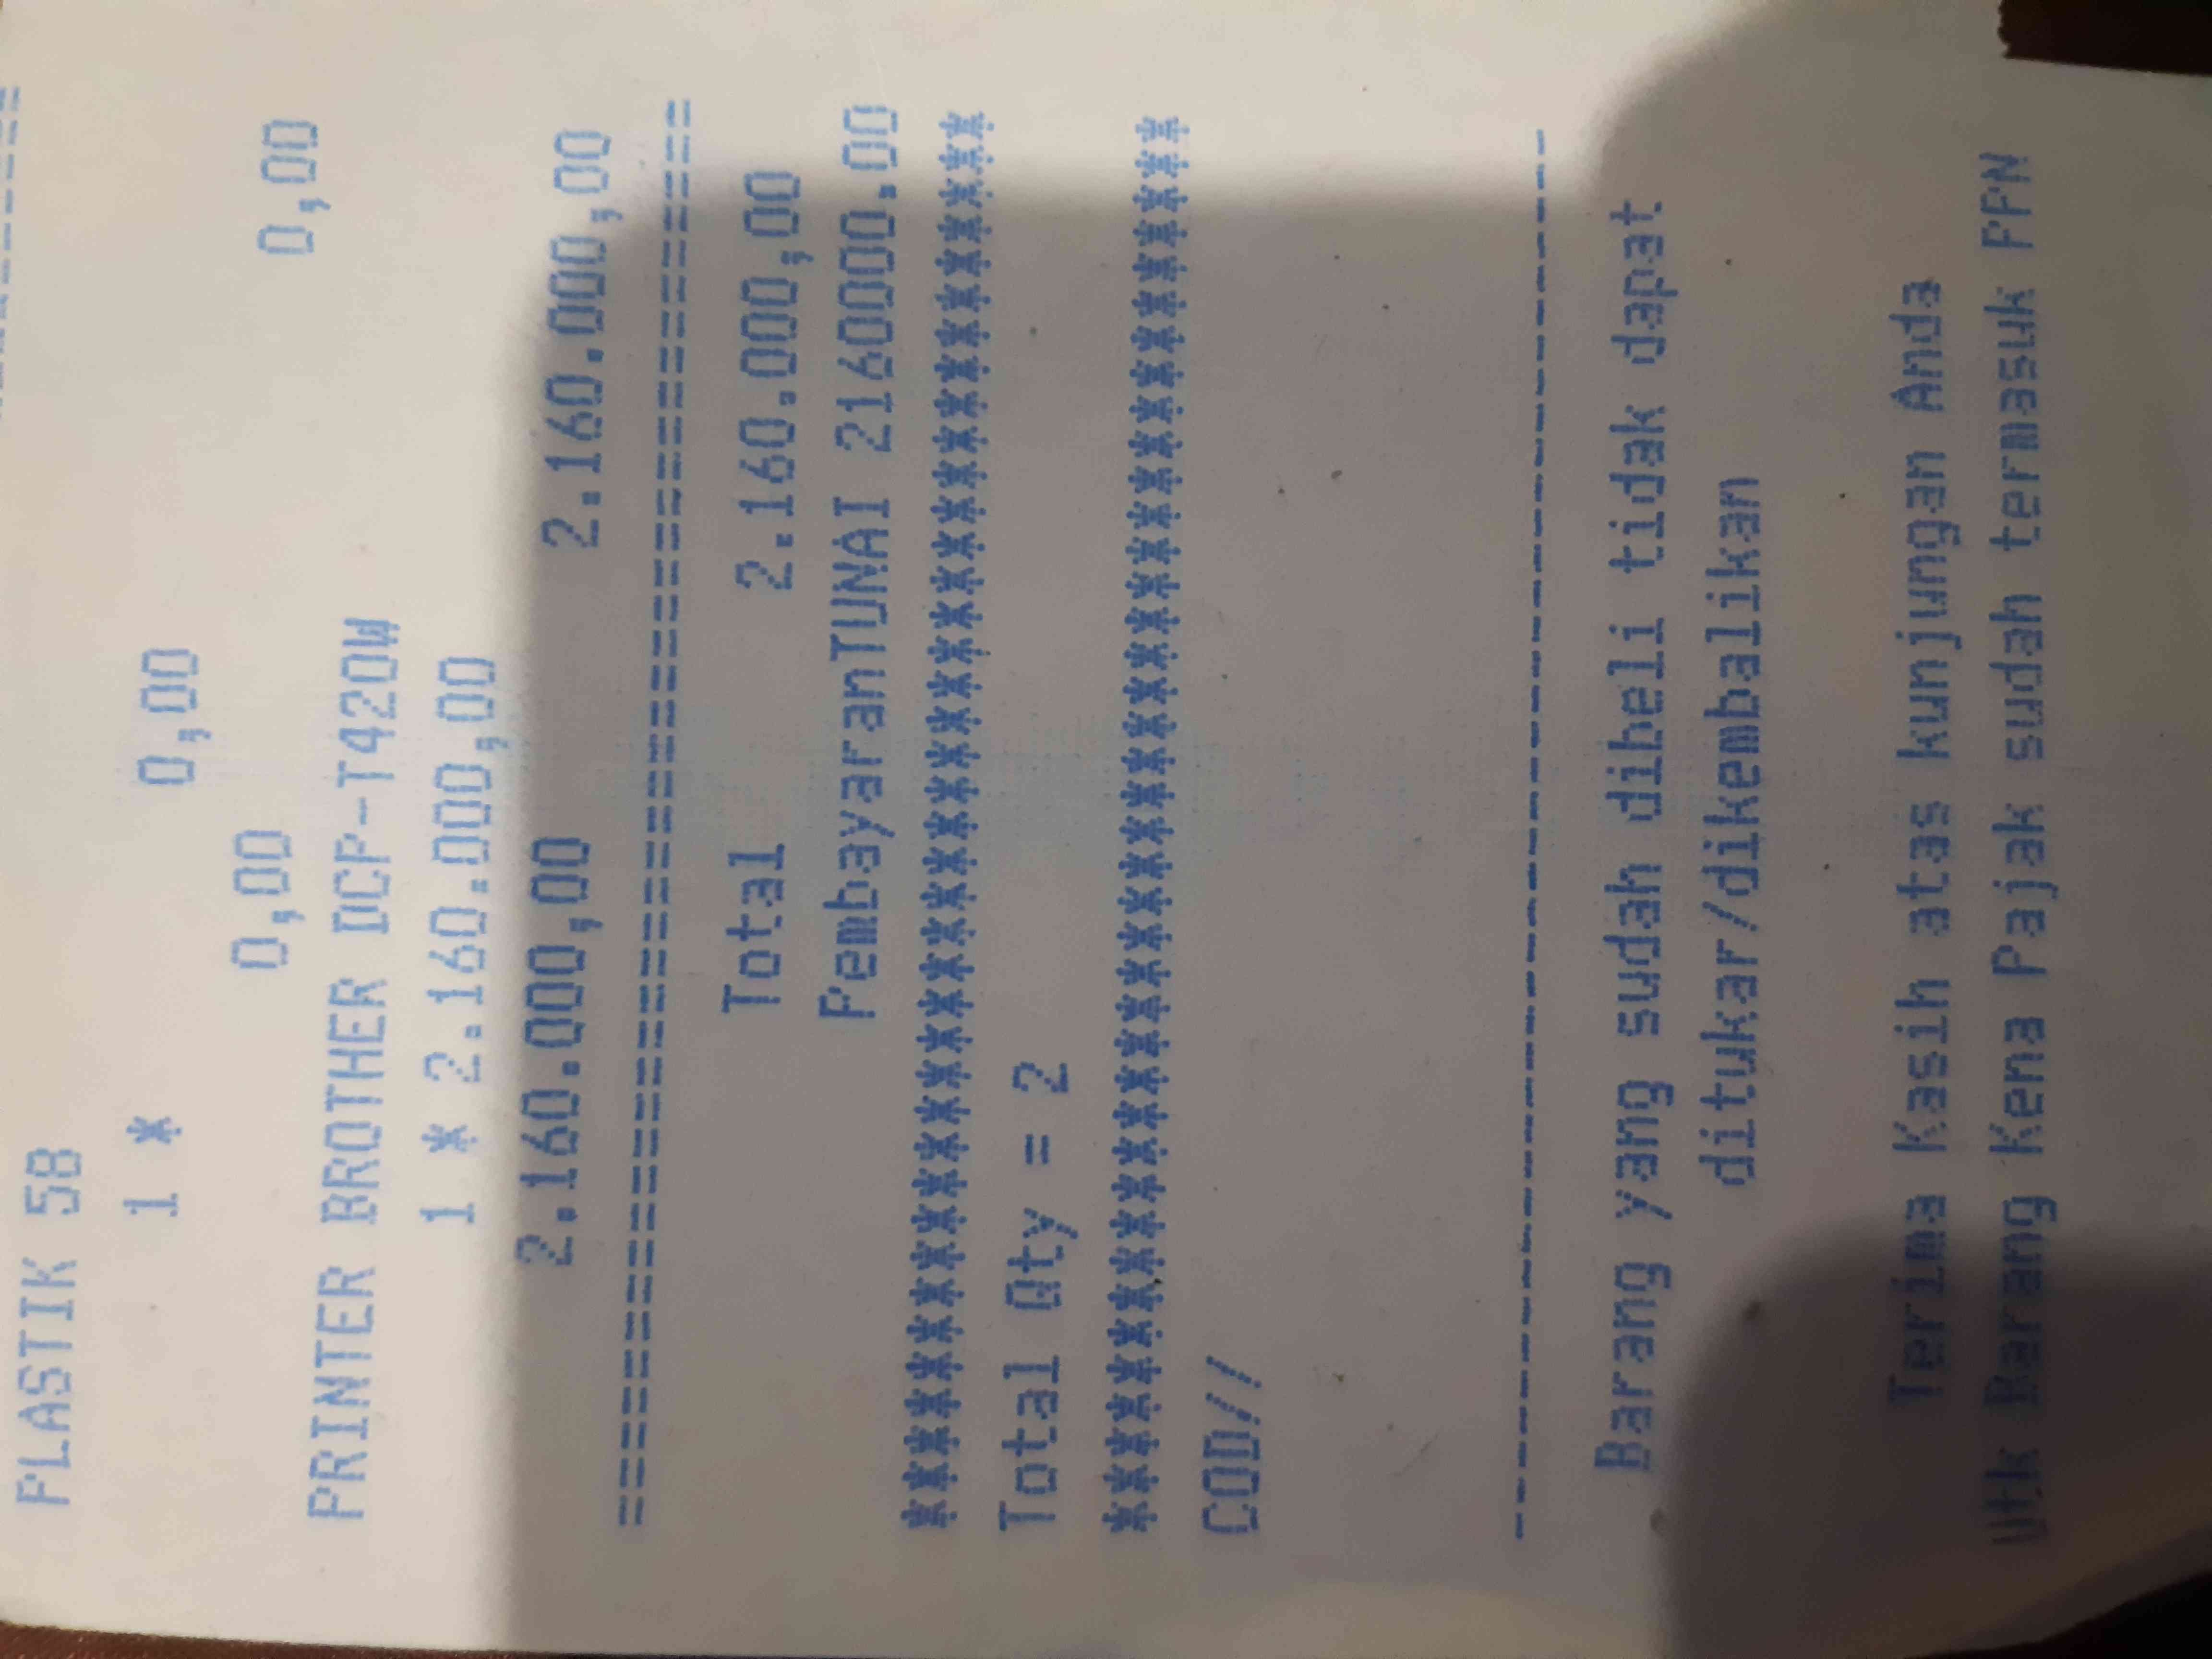 ================
PLASTIK 58
1 * 0,00
0,00 0,00
PRINTER BROTHER DCP-T420W
1 * 2.160.000,00
2.160.000,00 2.160.000,00
========================================
Total 2.160.000,00
PembayaranTUNAI 2160000.00
****************************************
Total Qty = 2
****************************************
COD//
----------------------------------------
Barang yang sudah dibeli tidak dapat
ditukar/dikembalikan
Terima Kasih atas kunjungan Anda
Utk Barang Kena Pajak sudah termasuk PPN